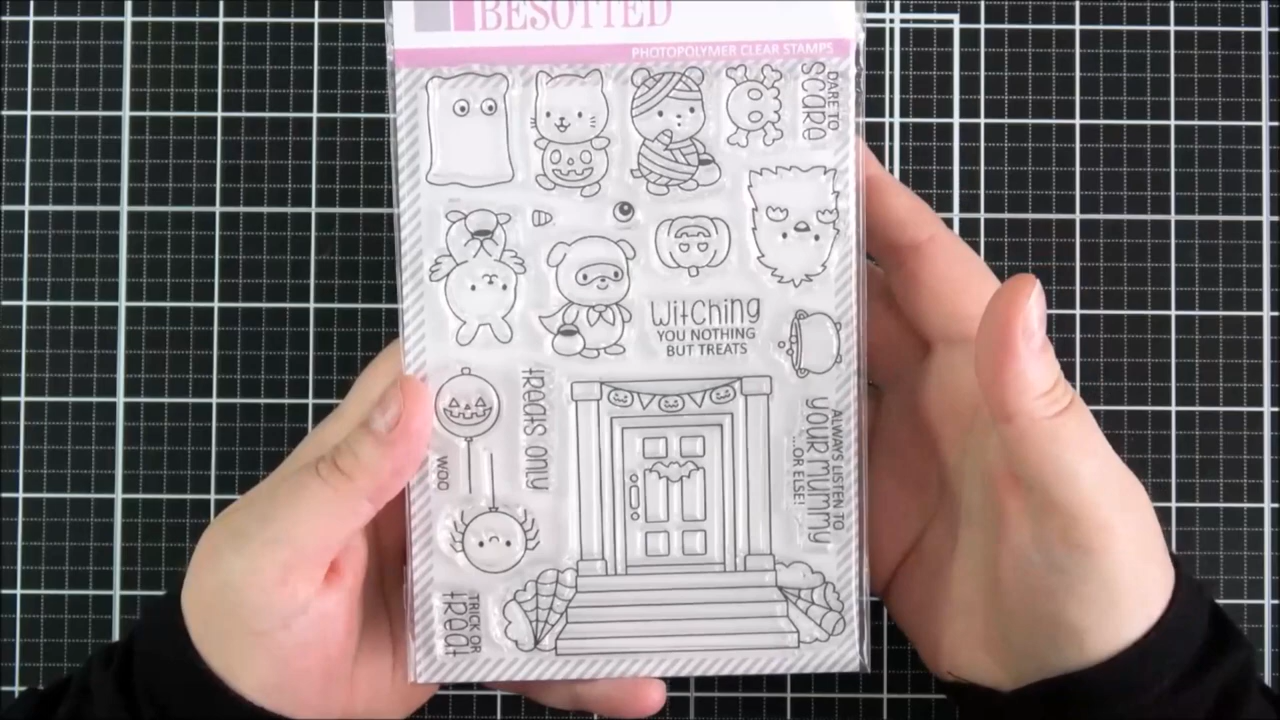 BESOTTED
PHOTOPOLYMER CLEAR STAMPS
DARE TO
scare
WitChing
YOU NOTHING
BUT TREATS
treats only
WOO
ALWAYS LISTEN TO
your mummy
...OR ELSE!
TRICK OR
treat